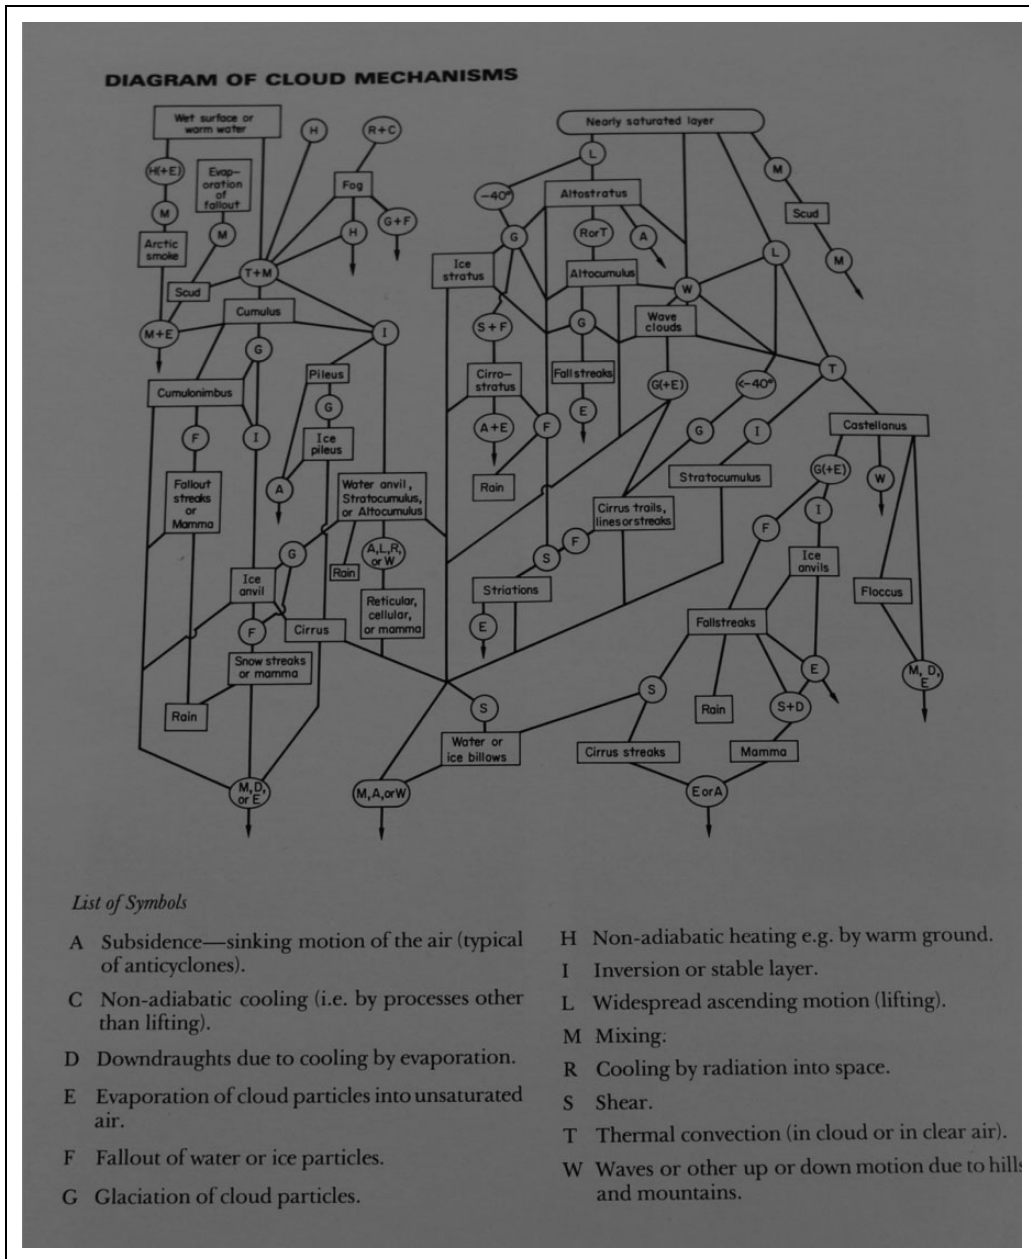 DIAGRAM OF CLOUD MECHANISMS
Wet surface or
warm water
H
R+C
Nearly saturated layer
H(+E)
Evap-
oration
of
fallout
Fog
L
M
-40°
Altostratus
Scud
M
M
H
G+F
G
RorT
A
L
M
Arctic
smoke
T+M
Ice
stratus
Altocumulus
W
Scud
Cumulus
M+E
I
S+F
G
Wave
clouds
G
Pileus
Cirro-
stratus
Fallstreaks
G(+E)
<-40°
T
Cumulonimbus
G
E
F
I
Ice
pileus
A+E
F
G
I
Castellanus
Fallout
streaks
or
Mamma
A
Water anvil,
Stratocumulus,
or Altocumulus
Rain
Cirrus trails,
lines or streaks
Stratocumulus
G(+E)
W
I
F
G
A,L,R,
or W
S
F
Ice
anvils
Ice
anvil
Rain
Striations
Floccus
Reticular,
cellular,
or mamma
F
Cirrus
E
Fallstreaks
Snow streaks
or mamma
E
M, D,
E
Rain
S
S
Rain
S+D
Water or
ice billows
Cirrus streaks
Mamma
M, D,
or E
M,A,orW
EorA
List of Symbols
A Subsidence—sinking motion of the air (typical
of anticyclones).
C Non-adiabatic cooling (i.e. by processes other
than lifting).
D Downdraughts due to cooling by evaporation.
E Evaporation of cloud particles into unsaturated
air.
F Fallout of water or ice particles.
G Glaciation of cloud particles.
H Non-adiabatic heating e.g. by warm ground.
I Inversion or stable layer.
L Widespread ascending motion (lifting).
M Mixing.
R Cooling by radiation into space.
S Shear.
T Thermal convection (in cloud or in clear air).
W Waves or other up or down motion due to hills
and mountains.